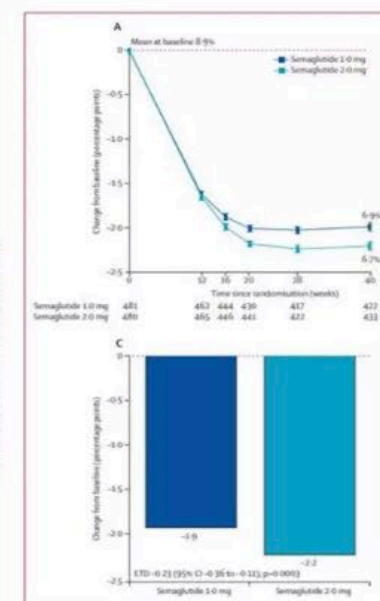 A
Mean at baseline 8·9%
0
-0·5
-1·0
-1·5
-2·0
-2·5
Change from baseline (percentage points)
Semaglutide 1·0 mg
Semaglutide 2·0 mg
6·9%
6·7%
0 12 16 20 28 40
Time since randomisation (weeks)
Semaglutide 1·0 mg 481 462 444 430 417 422
Semaglutide 2·0 mg 480 465 446 441 422 433
C
0
-0·5
-1·0
-1·5
-2·0
-2·5
Change from baseline (percentage points)
-1·9
-2·2
ETD -0·23 (95% CI -0·36 to -0·11); p=0·0003
Semaglutide 1·0 mg Semaglutide 2·0 mg